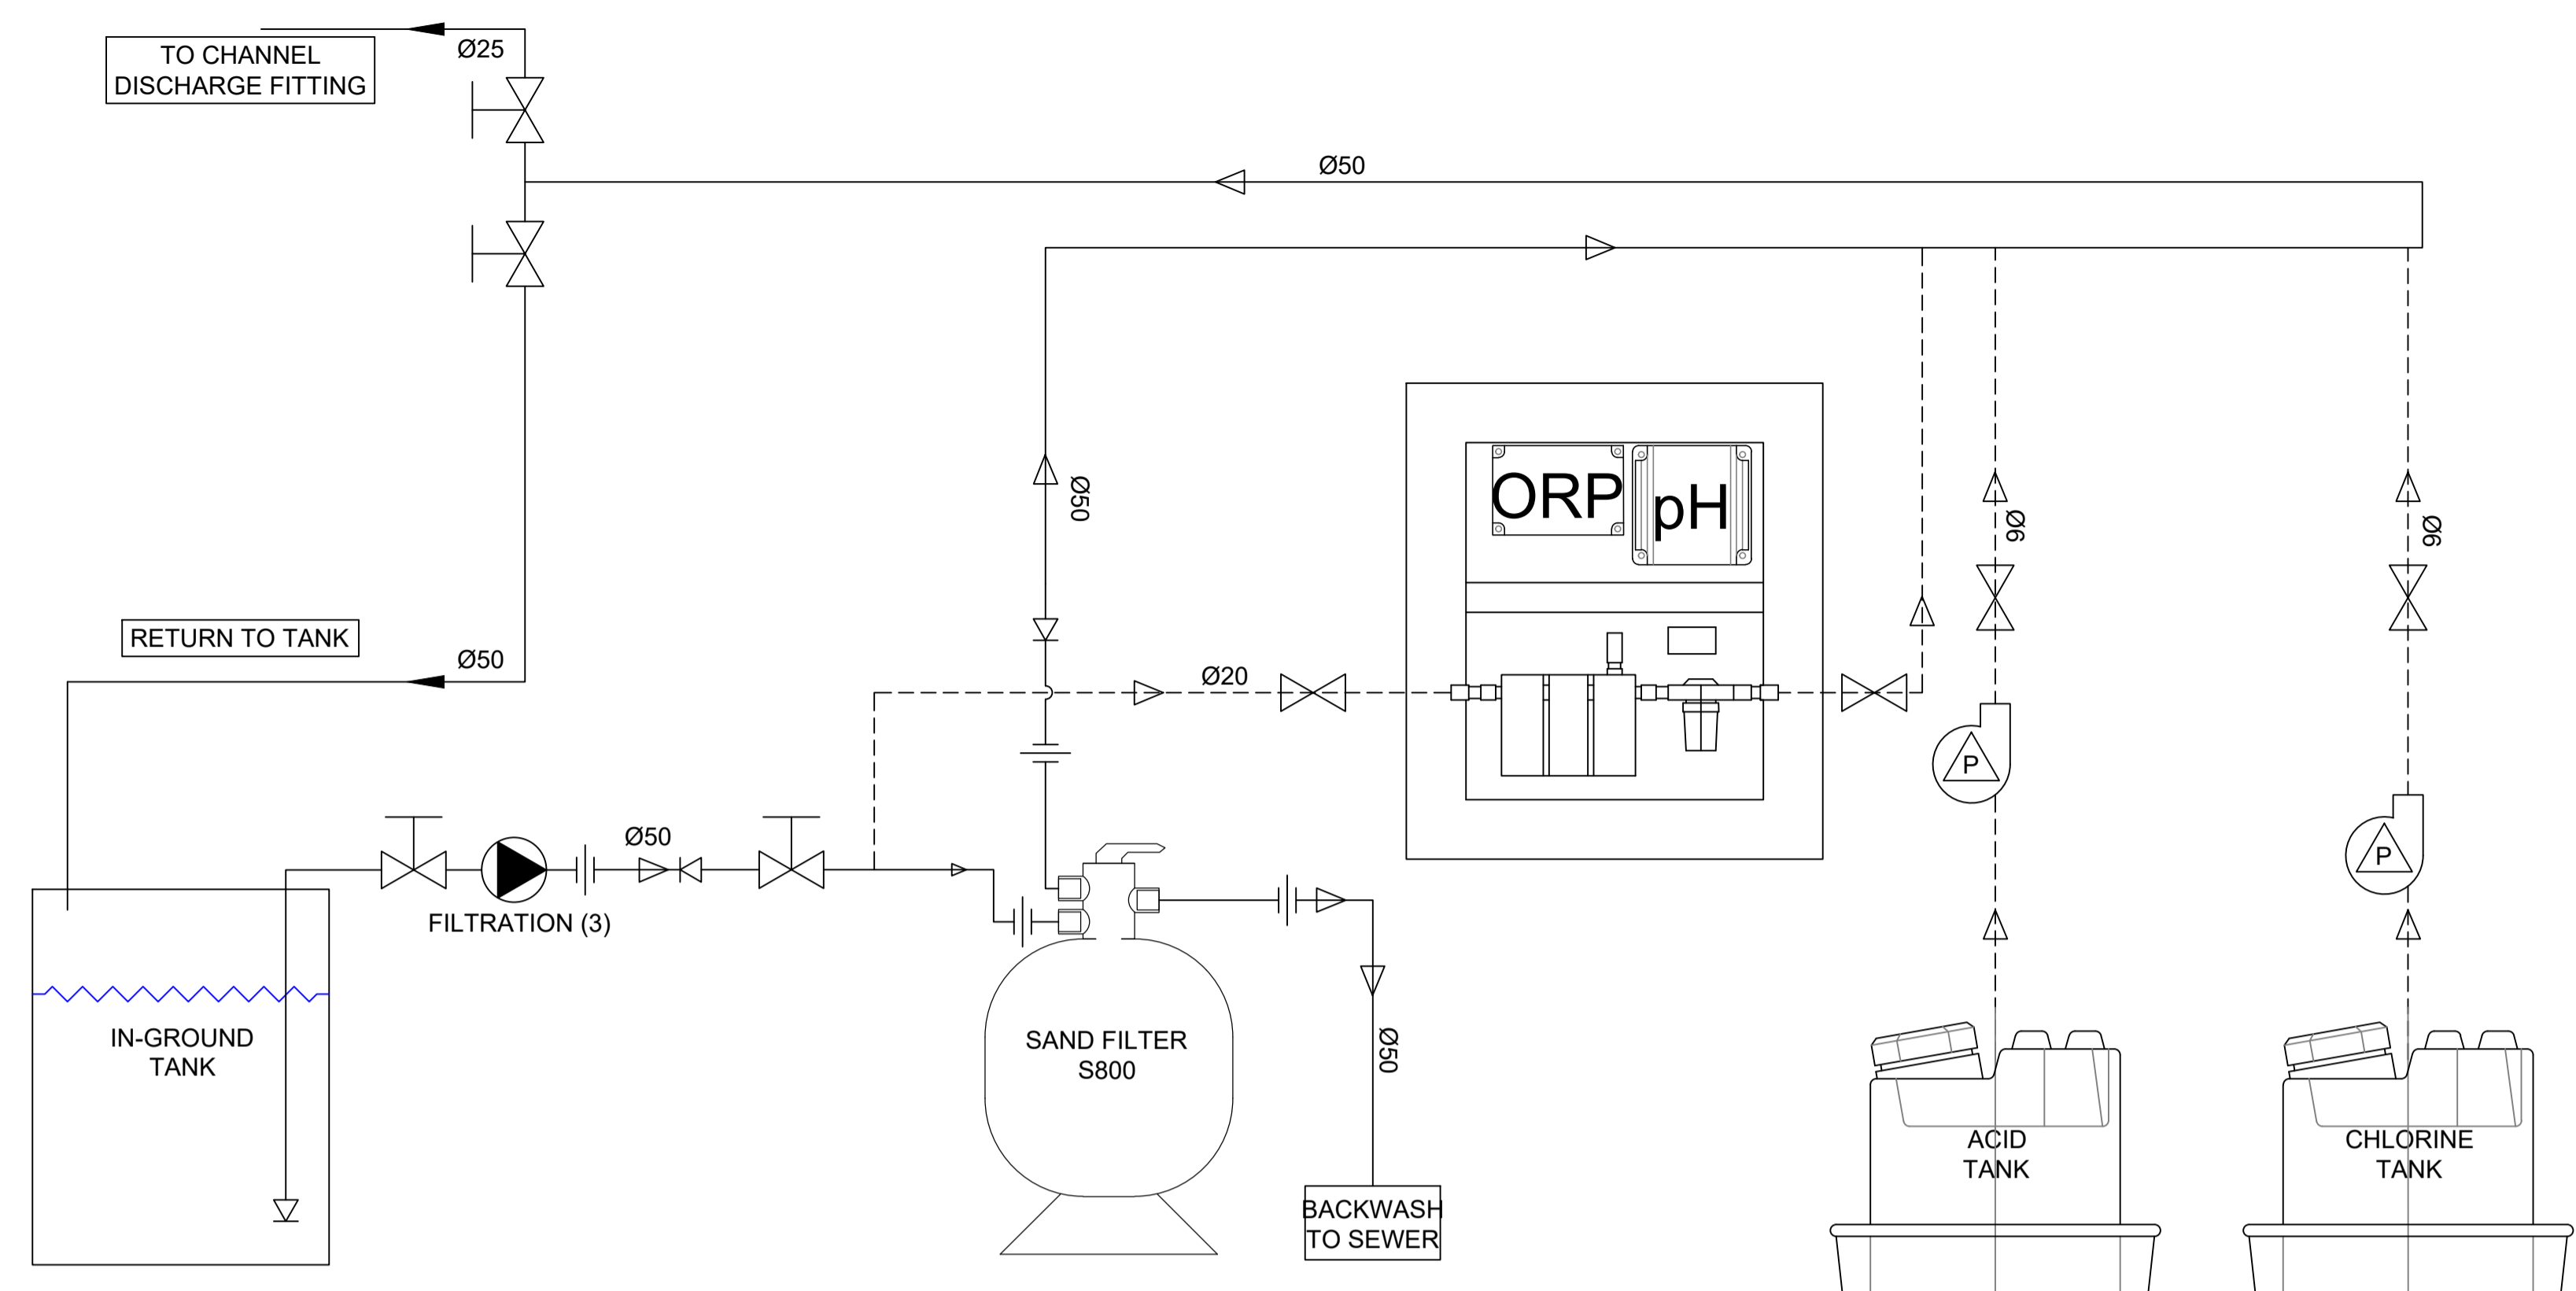 TO CHANNEL
DISCHARGE FITTING
Ø25
Ø50
Ø50
ORP
pH
Ø6
Ø6
RETURN TO TANK
Ø50
Ø20
P
P
Ø50
FILTRATION (3)
IN-GROUND
TANK
SAND FILTER
S800
Ø50
BACKWASH
TO SEWER
ACID
TANK
CHLORINE
TANK